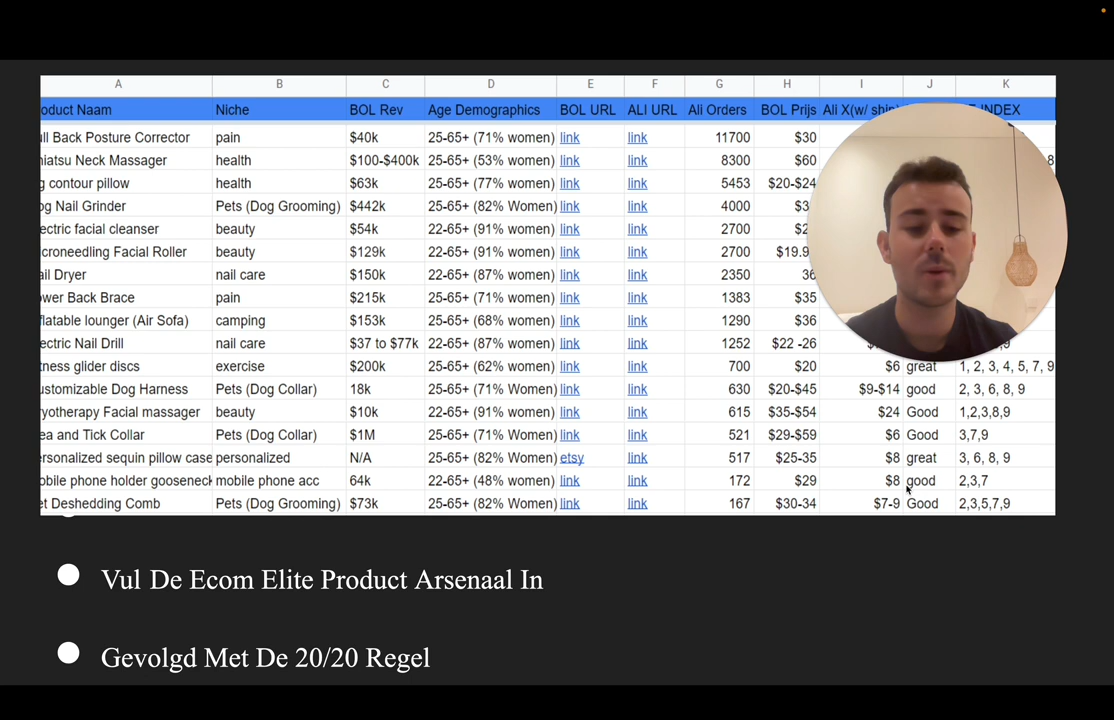 A B C D E F G H I J K
oduct Naam Niche BOL Rev Age Demographics BOL URL ALI URL Ali Orders BOL Prijs Ali X(w/ ship INDEX
ull Back Posture Corrector pain $40k 25-65+ (71% women) link link 11700 $30
iatsu Neck Massager health $100-$400k 25-65+ (53% women) link link 8300 $60 8
g contour pillow health $63k 25-65+ (77% women) link link 5453 $20-$24
og Nail Grinder Pets (Dog Grooming) $442k 25-65+ (82% Women) link link 4000
ectric facial cleanser beauty $54k 22-65+ (91% women) link link 2700
icroneedling Facial Roller beauty $129k 22-65+ (91% women) link link 2700 $19.9
ail Dryer nail care $150k 22-65+ (87% women) link link 2350 36
ower Back Brace pain $215k 25-65+ (71% women) link link 1383 $35
flatable lounger (Air Sofa) camping $153k 25-65+ (68% women) link link 1290 $36
ectric Nail Drill nail care $37 to $77k 22-65+ (87% women) link link 1252 $22 -26
tness glider discs exercise $200k 25-65+ (62% women) link link 700 $20 $6 great 1, 2, 3, 4, 5, 7, 9
ustomizable Dog Harness Pets (Dog Collar) 18k 25-65+ (71% Women) link link 630 $20-$45 $9-$14 good 2, 3, 6, 8, 9
ryotherapy Facial massager beauty $10k 22-65+ (91% women) link link 615 $35-$54 $24 Good 1,2,3,8,9
ea and Tick Collar Pets (Dog Collar) $1M 25-65+ (71% Women) link link 521 $29-$59 $6 Good 3,7,9
ersonalized sequin pillow case personalized N/A 25-65+ (82% Women) etsy link 517 $25-35 $8 great 3, 6, 8, 9
obile phone holder gooseneck mobile phone acc 64k 22-65+ (48% women) link link 172 $29 $8 good 2,3,7
et Deshedding Comb Pets (Dog Grooming) $73k 25-65+ (82% Women) link link 167 $30-34 $7-9 Good 2,3,5,7,9
Vul De Ecom Elite Product Arsenaal In
Gevolgd Met De 20/20 Regel